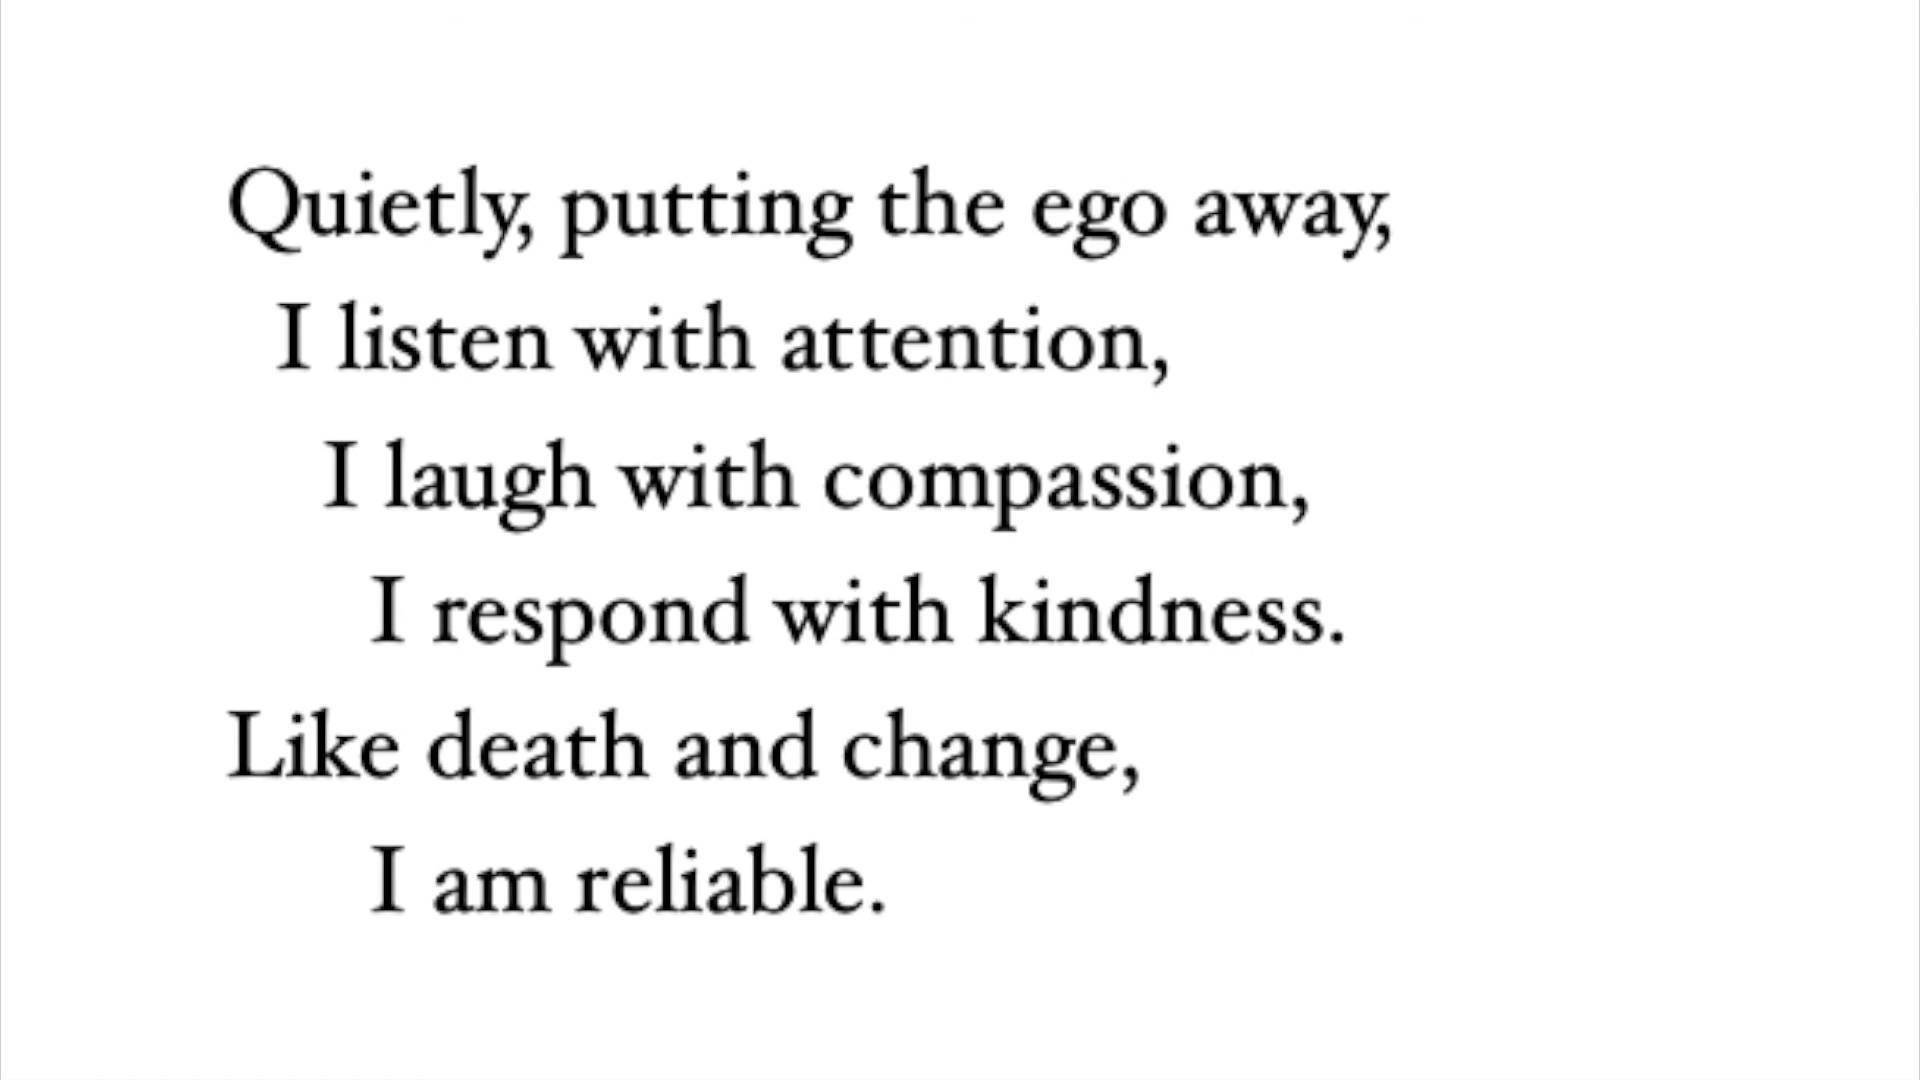 Quietly, putting the ego away,
I listen with attention,
I laugh with compassion,
I respond with kindness.
Like death and change,
I am reliable.